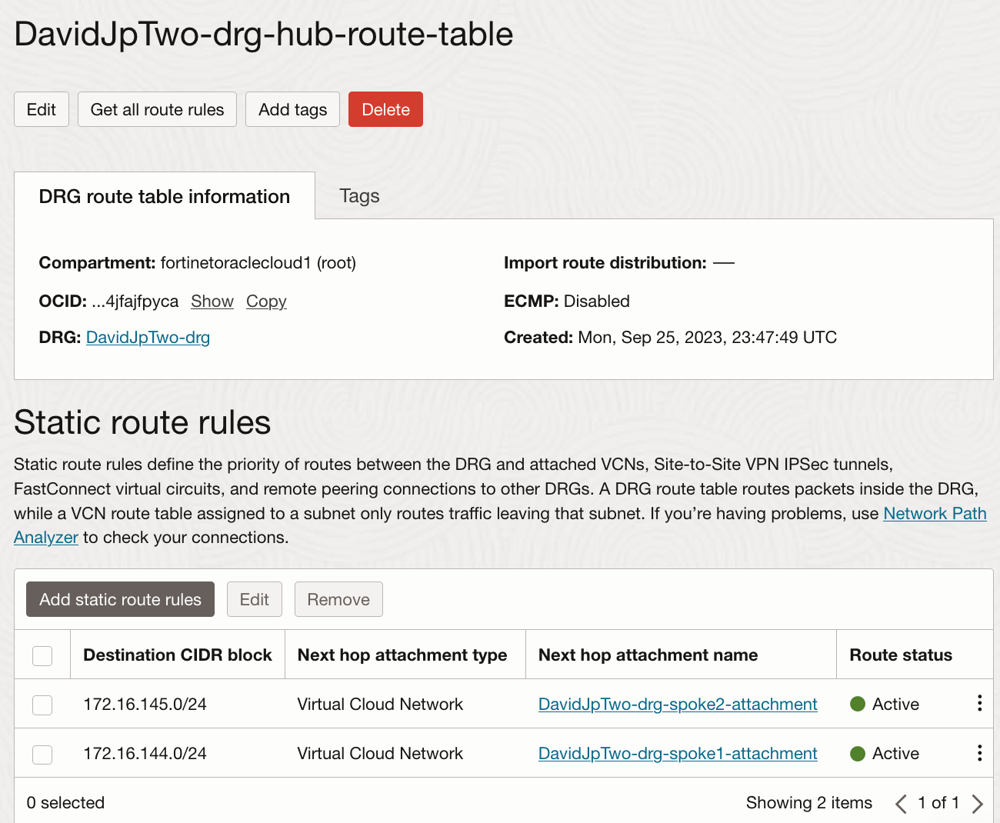 DavidJpTwo-drg-hub-route-table
Edit Get all route rules Add tags Delete
DRG route table information Tags
Compartment: fortinetoraclecloud1 (root) Import route distribution: —
OCID: ...4jfajfpyca Show Copy ECMP: Disabled
DRG: DavidJpTwo-drg Created: Mon, Sep 25, 2023, 23:47:49 UTC
Static route rules
Static route rules define the priority of routes between the DRG and attached VCNs, Site-to-Site VPN IPSec tunnels,
FastConnect virtual circuits, and remote peering connections to other DRGs. A DRG route table routes packets inside the DRG,
while a VCN route table assigned to a subnet only routes traffic leaving that subnet. If you’re having problems, use Network Path
Analyzer to check your connections.
Add static route rules Edit Remove
Destination CIDR block Next hop attachment type Next hop attachment name Route status
172.16.145.0/24 Virtual Cloud Network DavidJpTwo-drg-spoke2-attachment Active
172.16.144.0/24 Virtual Cloud Network DavidJpTwo-drg-spoke1-attachment Active
0 selected Showing 2 items 1 of 1